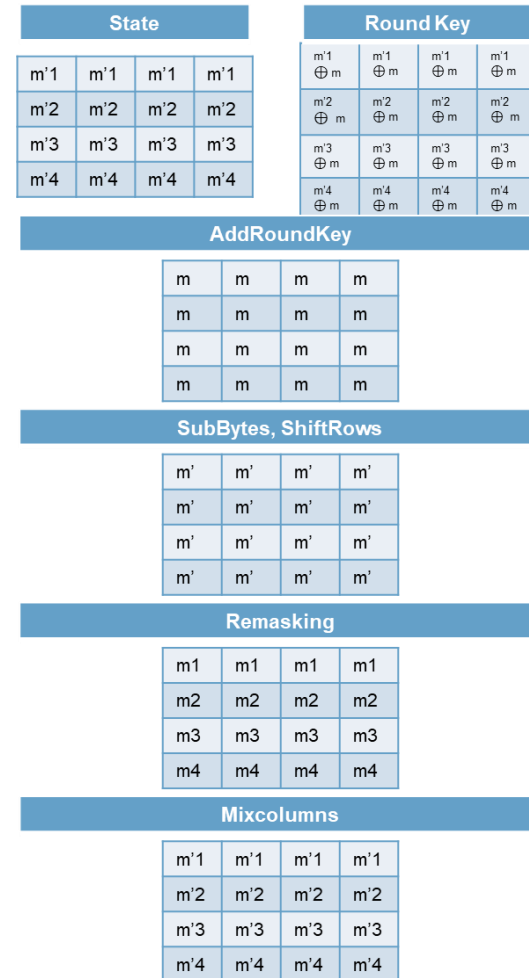 State
m'1 m'1 m'1 m'1
m'2 m'2 m'2 m'2
m'3 m'3 m'3 m'3
m'4 m'4 m'4 m'4
Round Key
m'1 m'1 m'1 m'1
⊕ m ⊕ m ⊕ m ⊕ m
m'2 m'2 m'2 m'2
⊕ m ⊕ m ⊕ m ⊕ m
m'3 m'3 m'3 m'3
⊕ m ⊕ m ⊕ m ⊕ m
m'4 m'4 m'4 m'4
⊕ m ⊕ m ⊕ m ⊕ m
AddRoundKey
m m m m
m m m m
m m m m
m m m m
SubBytes, ShiftRows
m’ m’ m’ m’
m’ m’ m’ m’
m’ m’ m’ m’
m’ m’ m’ m’
Remasking
m1 m1 m1 m1
m2 m2 m2 m2
m3 m3 m3 m3
m4 m4 m4 m4
Mixcolumns
m’1 m’1 m’1 m’1
m’2 m’2 m’2 m’2
m’3 m’3 m’3 m’3
m’4 m’4 m’4 m’4